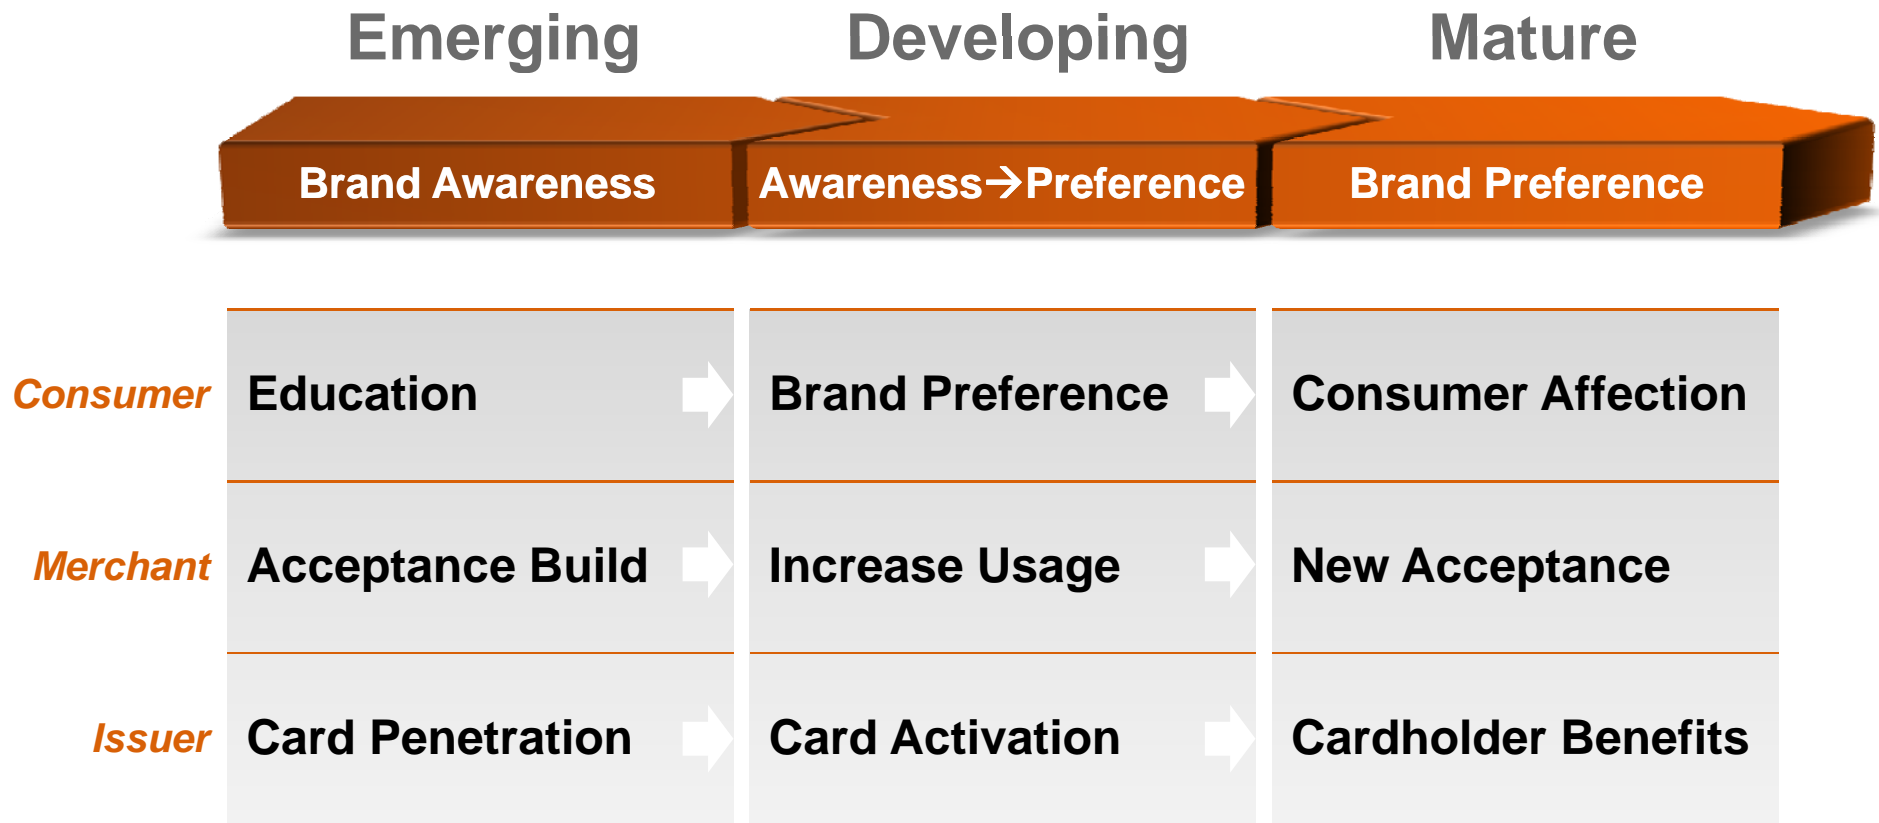 Emerging Developing Mature
Brand Awareness Awareness→Preference Brand Preference
Consumer Education Brand Preference Consumer Affection
Merchant Acceptance Build Increase Usage New Acceptance
Issuer Card Penetration Card Activation Cardholder Benefits